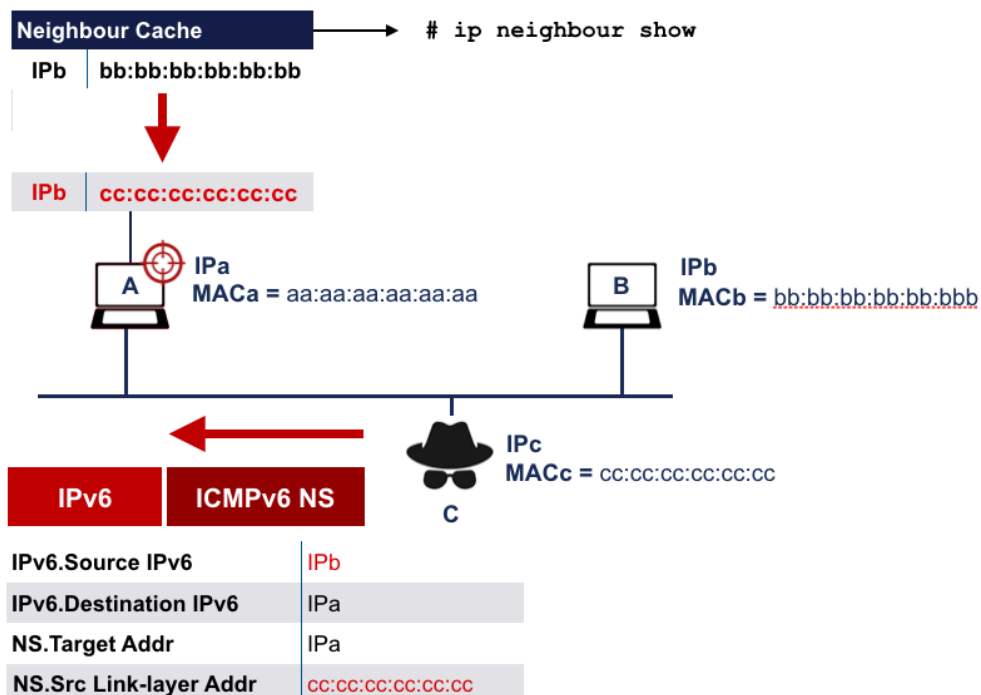 Neighbour Cache
# ip neighbour show
IPb bb:bb:bb:bb:bb:bb
IPb cc:cc:cc:cc:cc:cc
A
IPa
MACa = aa:aa:aa:aa:aa:aa
B
IPb
MACb = bb:bb:bb:bb:bb:bbb
IPc
MACc = cc:cc:cc:cc:cc:cc
C
IPv6
ICMPv6 NS
IPv6.Source IPv6 IPb
IPv6.Destination IPv6 IPa
NS.Target Addr IPa
NS.Src Link-layer Addr cc:cc:cc:cc:cc:cc